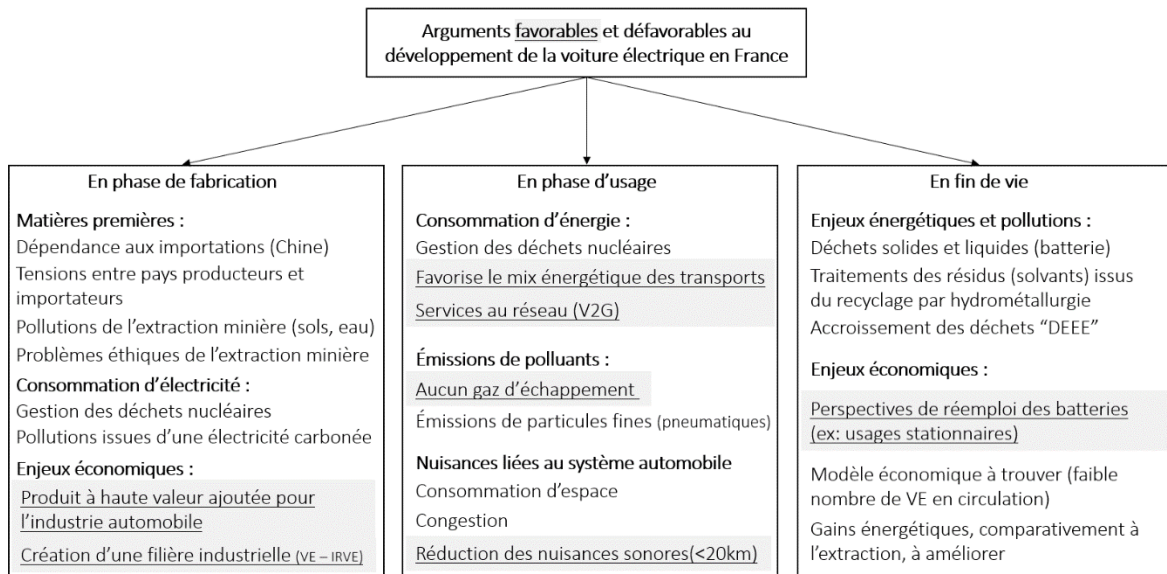 Arguments favorables et défavorables au
développement de la voiture électrique en France
En phase de fabrication
Matières premières :
Dépendance aux importations (Chine)
Tensions entre pays producteurs et
importateurs
Pollutions de l'extraction minière (sols, eau)
Problèmes éthiques de l'extraction minière
Consommation d'électricité :
Gestion des déchets nucléaires
Pollutions issues d'une électricité carbonée
Enjeux économiques :
Produit à haute valeur ajoutée pour
l'industrie automobile
Création d'une filière industrielle (VE – IRVE)
En phase d'usage
Consommation d'énergie :
Gestion des déchets nucléaires
Favorise le mix énergétique des transports
Services au réseau (V2G)
Émissions de polluants :
Aucun gaz d'échappement
Émissions de particules fines (pneumatiques)
Nuisances liées au système automobile
Consommation d'espace
Congestion
Réduction des nuisances sonores(<20km)
En fin de vie
Enjeux énergétiques et pollutions :
Déchets solides et liquides (batterie)
Traitements des résidus (solvants) issus
du recyclage par hydrométallurgie
Accroissement des déchets "DEEE"
Enjeux économiques :
Perspectives de réemploi des batteries
(ex: usages stationnaires)
Modèle économique à trouver (faible
nombre de VE en circulation)
Gains énergétiques, comparativement à
l'extraction, à améliorer